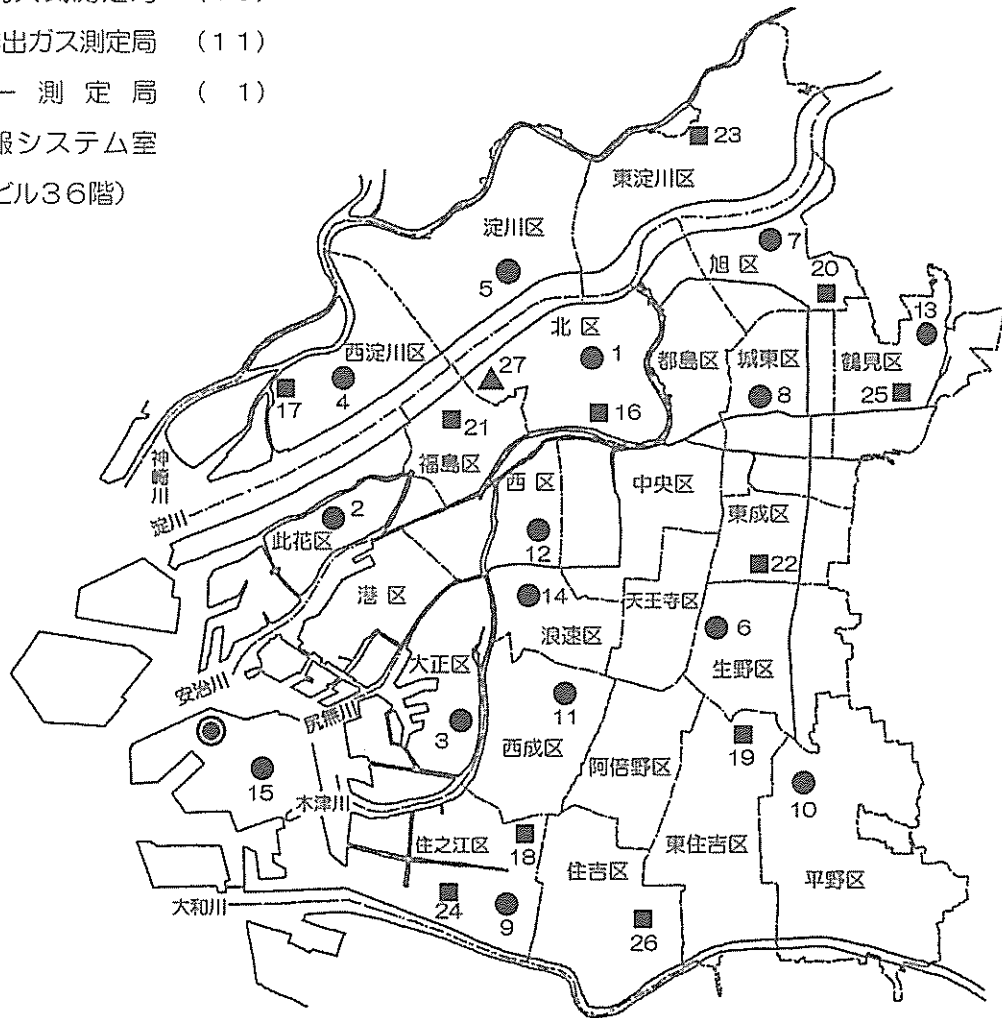 出ガス測定局 (11)
ー測定局 ( 1)
報システム室
ビル36階)
23
東淀川区
淀川区
7
旭区
20
5
13
北区
西淀川区
1
都島区
城東区
鶴見区
27
4
8
25
17
21
16
神崎川
福島区
西区
中央区
淀川
2
東成区
此花区
12
22
港区
14
天王寺区
6
浪速区
生野区
大正区
安治川
尻無川
11
3
西成区
19
阿倍野区
15
10
木津川
住之江区
18
東住吉区
住吉区
平野区
大和川
24
9
26